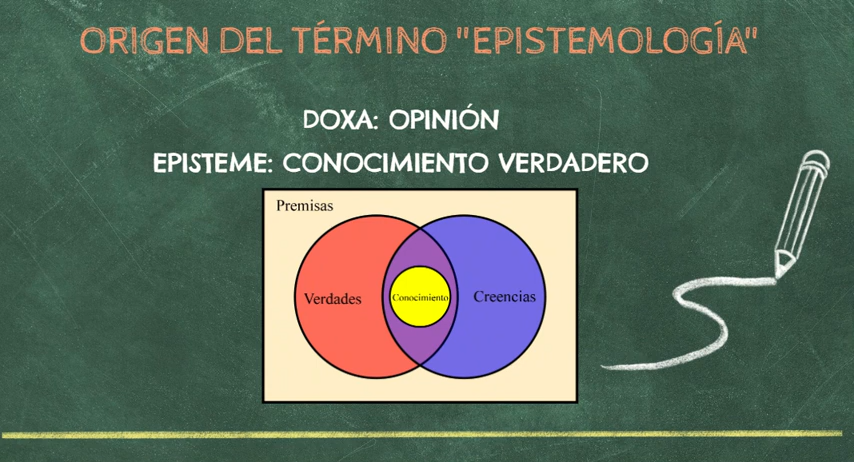 ORIGEN DEL TÉRMINO "EPISTEMOLOGÍA"
DOXA: OPINIÓN
EPISTEME: CONOCIMIENTO VERDADERO
Premisas
Verdades
Conocimiento
Creencias